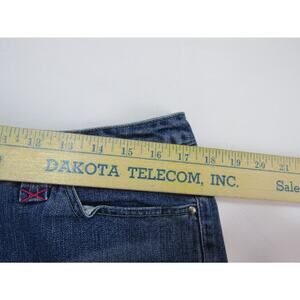 12 13 14 15 16 17 18 19 20 21
DAKOTA TELECOM, INC. Sale